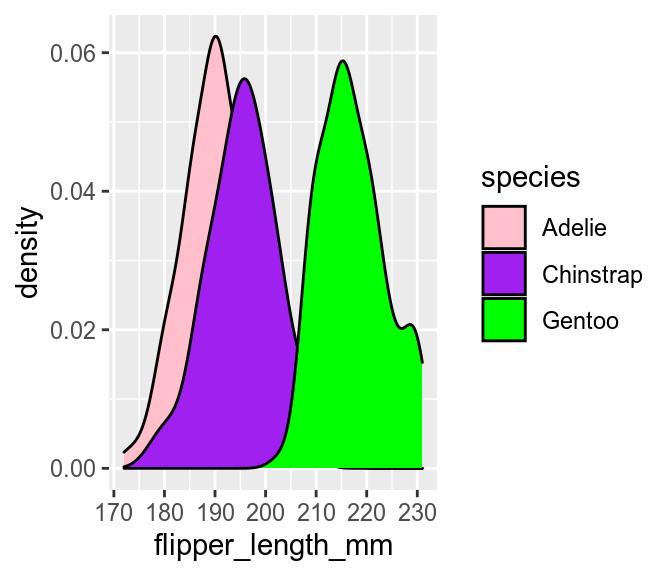 0.06
0.04
0.02
0.00
density
170 180 190 200 210 220 230
flipper_length_mm
species
Adelie
Chinstrap
Gentoo